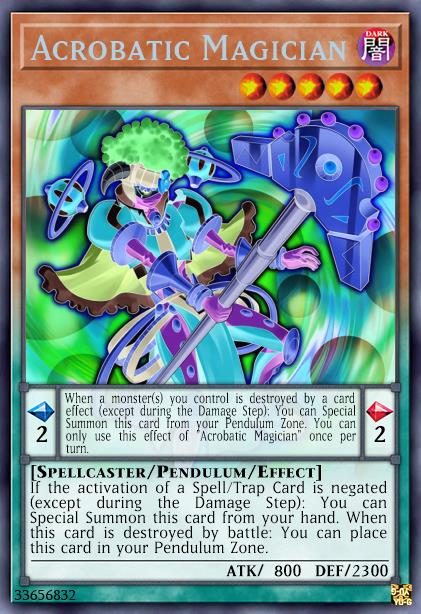 ACROBATIC MAGICIAN
DARK
闇
When a monster(s) you control is destroyed by a card
effect (except during the Damage Step): You can Special
Summon this card from your Pendulum Zone. You can
only use this effect of "Acrobatic Magician" once per
turn.
2
2
[SPELLCASTER/PENDULUM/EFFECT]
If the activation of a Spell/Trap Card is negated
(except during the Damage Step): You can
Special Summon this card from your hand. When
this card is destroyed by battle: You can place
this card in your Pendulum Zone.
ATK/ 800 DEF/2300
33656832